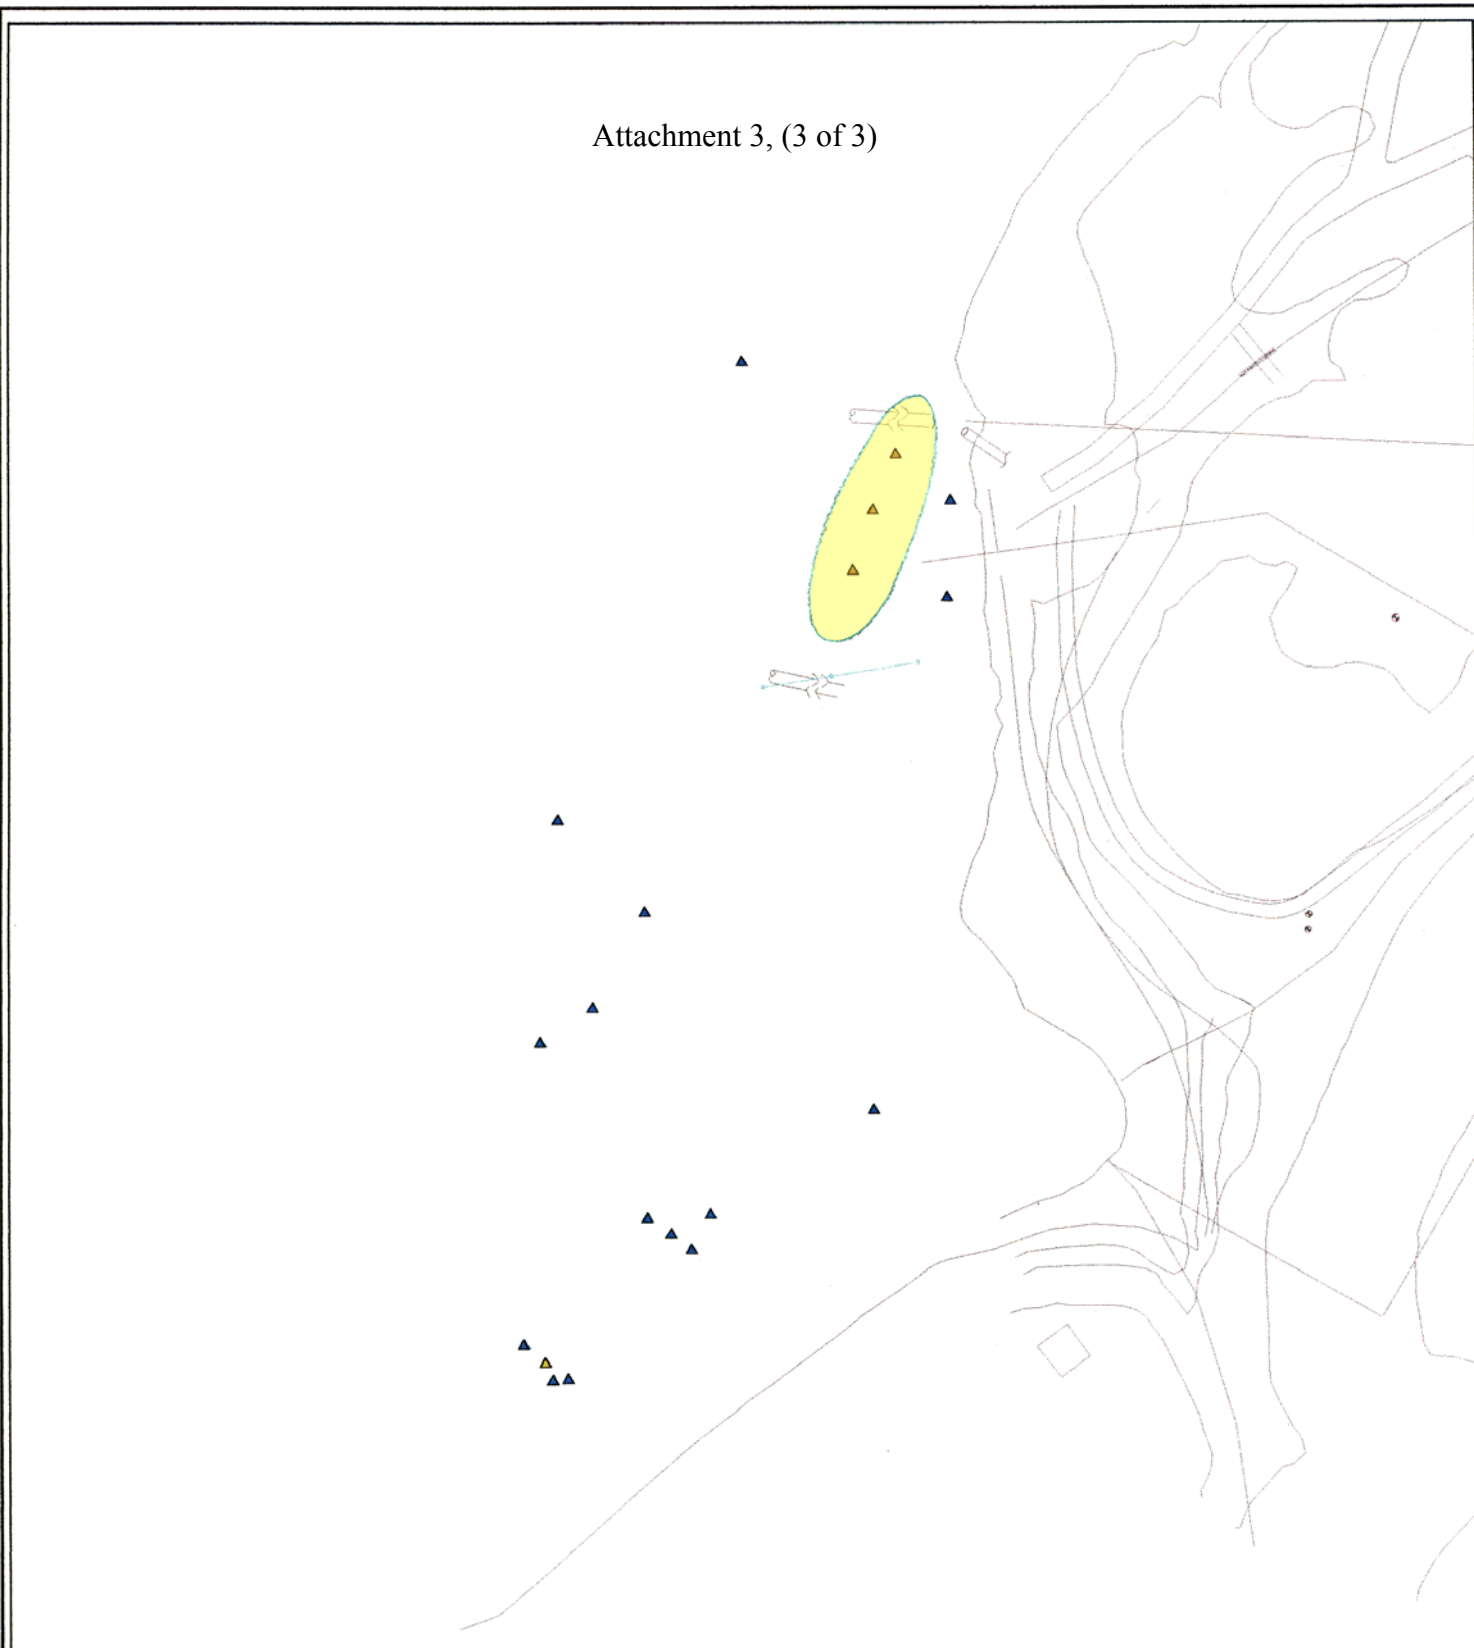 Attachment 3, (3 of 3)